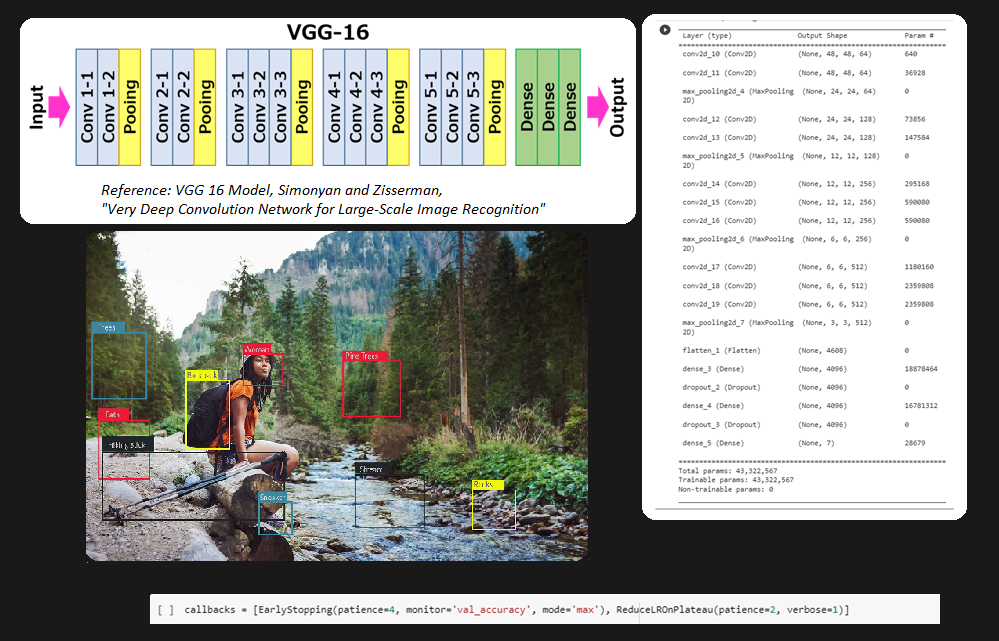 VGG-16
Input
Conv 1-1
Conv 1-2
Pooing
Conv 2-1
Conv 2-2
Pooing
Conv 3-1
Conv 3-2
Conv 3-3
Pooing
Conv 4-1
Conv 4-2
Conv 4-3
Pooing
Conv 5-1
Conv 5-2
Conv 5-3
Pooing
Dense
Dense
Dense
Output
Reference: VGG 16 Model, Simonyan and Zisserman,
"Very Deep Convolution Network for Large-Scale Image Recognition"
Layer (type) Output Shape Param #
conv2d_10 (Conv2D) (None, 48, 48, 64) 640
conv2d_11 (Conv2D) (None, 48, 48, 64) 36928
max_pooling2d_4 (MaxPooling (None, 24, 24, 64) 0
2D)
conv2d_12 (Conv2D) (None, 24, 24, 128) 73856
conv2d_13 (Conv2D) (None, 24, 24, 128) 147584
max_pooling2d_5 (MaxPooling (None, 12, 12, 128) 0
2D)
conv2d_14 (Conv2D) (None, 12, 12, 256) 295168
conv2d_15 (Conv2D) (None, 12, 12, 256) 590080
conv2d_16 (Conv2D) (None, 12, 12, 256) 590080
max_pooling2d_6 (MaxPooling (None, 6, 6, 256) 0
2D)
conv2d_17 (Conv2D) (None, 6, 6, 512) 1180160
conv2d_18 (Conv2D) (None, 6, 6, 512) 2359808
conv2d_19 (Conv2D) (None, 6, 6, 512) 2359808
max_pooling2d_7 (MaxPooling (None, 3, 3, 512) 0
2D)
flatten_1 (Flatten) (None, 4608) 0
dense_3 (Dense) (None, 4096) 18878464
dropout_2 (Dropout) (None, 4096) 0
dense_4 (Dense) (None, 4096) 16781312
dropout_3 (Dropout) (None, 4096) 0
dense_5 (Dense) (None, 7) 28679
Total params: 43,322,567
Trainable params: 43,322,567
Non-trainable params: 0
Trees
Woman
Pine Trees
Hiking Stick
Stream
Sneaker
Rocks
[ ] callbacks = [EarlyStopping(patience=4, monitor='val_accuracy', mode='max'), ReduceLROnPlateau(patience=2, verbose=1)]